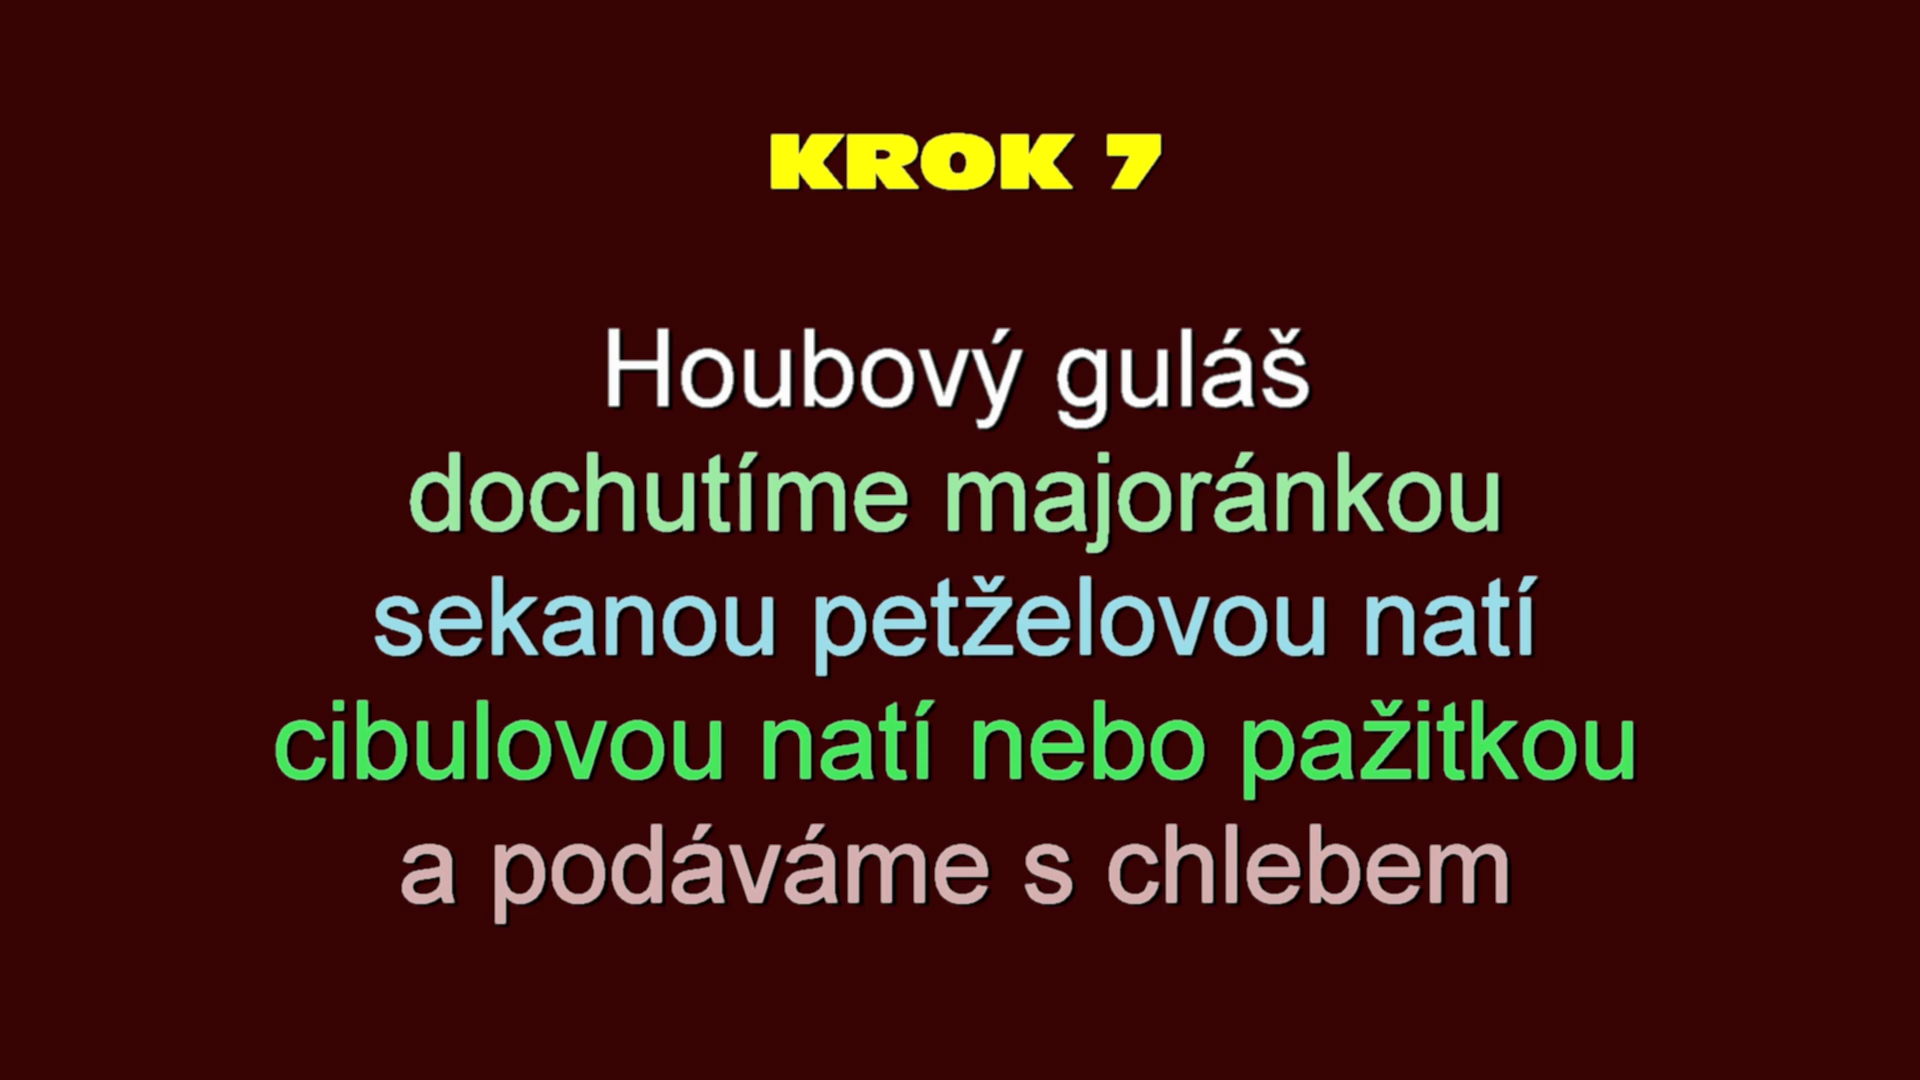 KROK 7
Houbový guláš
dochutíme majoránkou
sekanou petželovou natí
cibulovou natí nebo pažitkou
a podáváme s chlebem